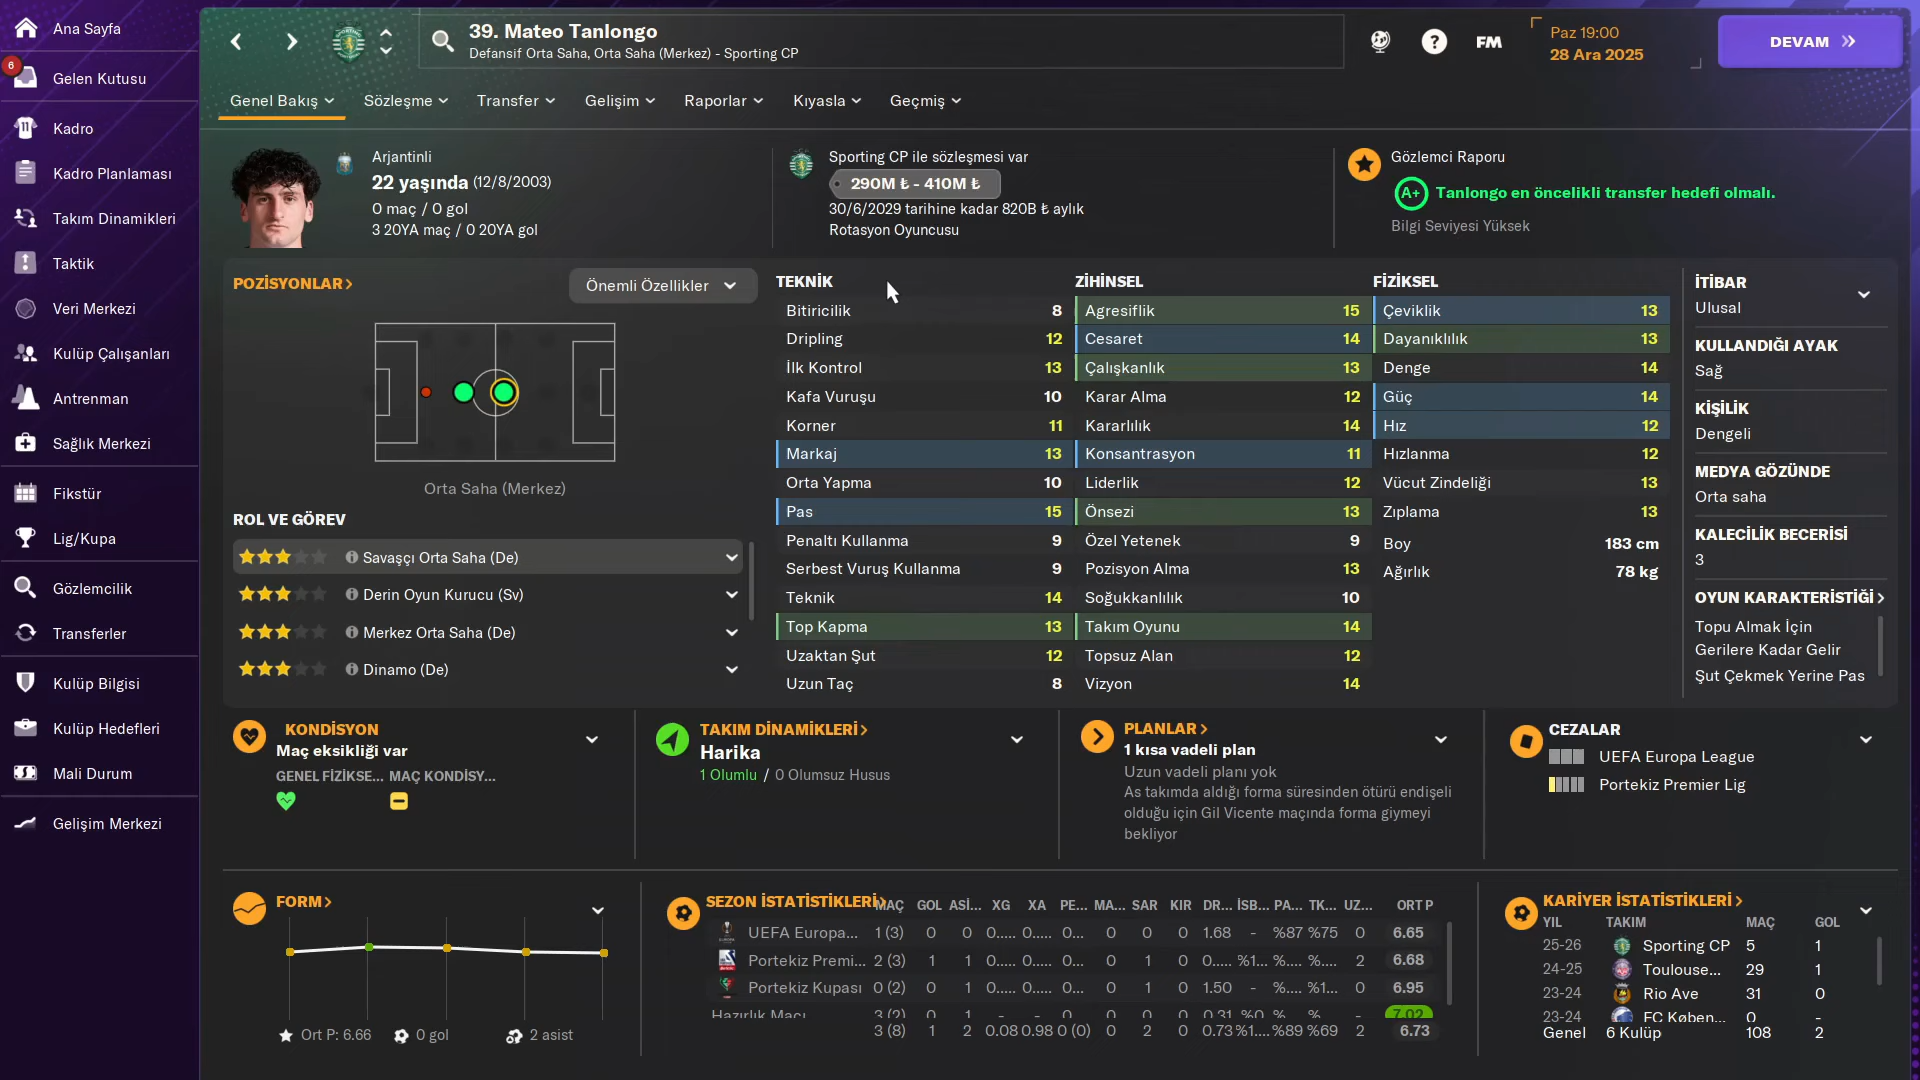 Ana Sayfa
6
Gelen Kutusu
Kadro
Kadro Planlaması
Takım Dinamikleri
Taktik
Veri Merkezi
Kulüp Çalışanları
Antrenman
Sağlık Merkezi
Fikstür
Lig/Kupa
Gözlemcilik
Transferler
Kulüp Bilgisi
Kulüp Hedefleri
Mali Durum
Gelişim Merkezi
39. Mateo Tanlongo
Defansif Orta Saha, Orta Saha (Merkez) - Sporting CP
FM
Paz 19:00
28 Ara 2025
DEVAM
Genel Bakış
Sözleşme
Transfer
Gelişim
Raporlar
Kıyasla
Geçmiş
Arjantinli
22 yaşında (12/8/2003)
0 maç / 0 gol
3 20YA maç / 0 20YA gol
Sporting CP ile sözleşmesi var
290M ₺ - 410M ₺
30/6/2029 tarihine kadar 820B ₺ aylık
Rotasyon Oyuncusu
Gözlemci Raporu
A+ Tanlongo en öncelikli transfer hedefi olmalı.
Bilgi Seviyesi Yüksek
POZİSYONLAR
Önemli Özellikler
Orta Saha (Merkez)
ROL VE GÖREV
Savaşçı Orta Saha (De)
Derin Oyun Kurucu (Sv)
Merkez Orta Saha (De)
Dinamo (De)
TEKNİK
Bitiricilik 8
Dripling 12
İlk Kontrol 13
Kafa Vuruşu 10
Korner 11
Markaj 13
Orta Yapma 10
Pas 15
Penaltı Kullanma 9
Serbest Vuruş Kullanma 9
Teknik 14
Top Kapma 13
Uzaktan Şut 12
Uzun Taç 8
ZİHİNSEL
Agresiflik 15
Cesaret 14
Çalışkanlık 13
Karar Alma 12
Kararlılık 14
Konsantrasyon 11
Liderlik 12
Önsezi 13
Özel Yetenek 9
Pozisyon Alma 13
Soğukkanlılık 10
Takım Oyunu 14
Topsuz Alan 12
Vizyon 14
FİZİKSEL
Çeviklik 13
Dayanıklılık 13
Denge 14
Güç 14
Hız 12
Hızlanma 12
Vücut Zindeliği 13
Zıplama 13
Boy 183 cm
Ağırlık 78 kg
İTİBAR
Ulusal
KULLANDIĞI AYAK
Sağ
KİŞİLİK
Dengeli
MEDYA GÖZÜNDE
Orta saha
KALECİLİK BECERİSİ
3
OYUN KARAKTERİSTİĞİ
Topu Almak İçin
Gerilere Kadar Gelir
Şut Çekmek Yerine Pas
KONDİSYON
Maç eksikliği var
GENEL FİZİKSE... MAÇ KONDİSY...
TAKIM DİNAMİKLERİ
Harika
1 Olumlu / 0 Olumsuz Husus
PLANLAR
1 kısa vadeli plan
Uzun vadeli planı yok
As takımda aldığı forma süresinden ötürü endişeli
olduğu için Gil Vicente maçında forma giymeyi
bekliyor
CEZALAR
UEFA Europa League
Portekiz Premier Lig
FORM
Ort P: 6.66 0 gol 2 asist
SEZON İSTATİSTİKLERİ MAÇ GOL ASİ... XG XA PE... MA... SAR KIR DR... İSB... PA... TK... UZ... ORT P
UEFA Europa... 1 (3) 0 0 0..... 0..... 0... 0 0 0 1.68 - %87 %75 0 6.65
Portekiz Premi... 2 (3) 1 1 0..... 0..... 0... 0 1 0 0.... %1... %.... %.... 2 6.68
Portekiz Kupası 0 (2) 0 1 0..... 0..... 0... 0 1 0 1.50 - %.... %1... 0 6.95
Hazırlık Maçı 3 (2) 0 1 - - 0 0 0 0 0.31 %0 %... %... - 7.02
3 (8) 1 2 0.08 0.98 0 (0) 0 2 0 0.73 %1.... %89 %69 2 6.73
KARİYER İSTATİSTİKLERİ
YIL TAKIM MAÇ GOL
25-26 Sporting CP 5 1
24-25 Toulouse... 29 1
23-24 Rio Ave 31 0
23-24 FC Køben... 0 -
Genel 6 Kulüp 108 2